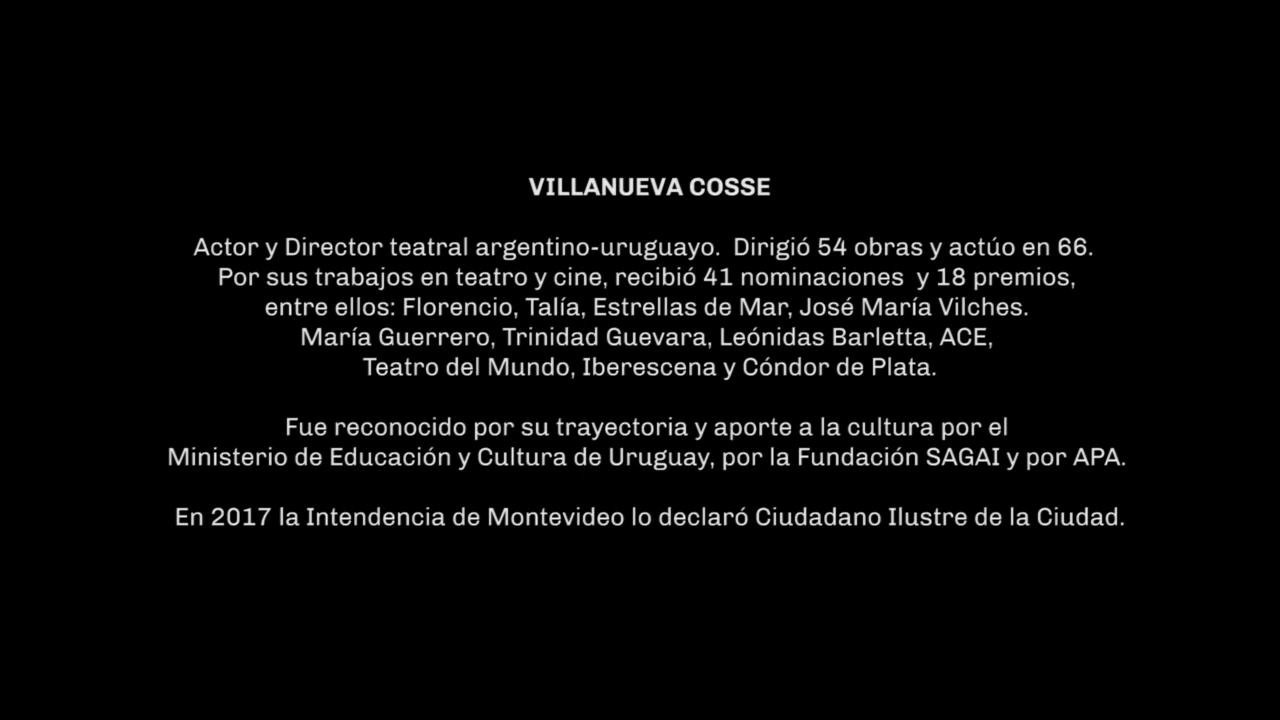 VILLANUEVA COSSE
Actor y Director teatral argentino-uruguayo.  Dirigió 54 obras y actúo en 66.
Por sus trabajos en teatro y cine, recibió 41 nominaciones  y 18 premios,
entre ellos: Florencio, Talía, Estrellas de Mar, José María Vilches.
María Guerrero, Trinidad Guevara, Leónidas Barletta, ACE,
Teatro del Mundo, Iberescena y Cóndor de Plata.
Fue reconocido por su trayectoria y aporte a la cultura por el
Ministerio de Educación y Cultura de Uruguay, por la Fundación SAGAI y por APA.
En 2017 la Intendencia de Montevideo lo declaró Ciudadano Ilustre de la Ciudad.